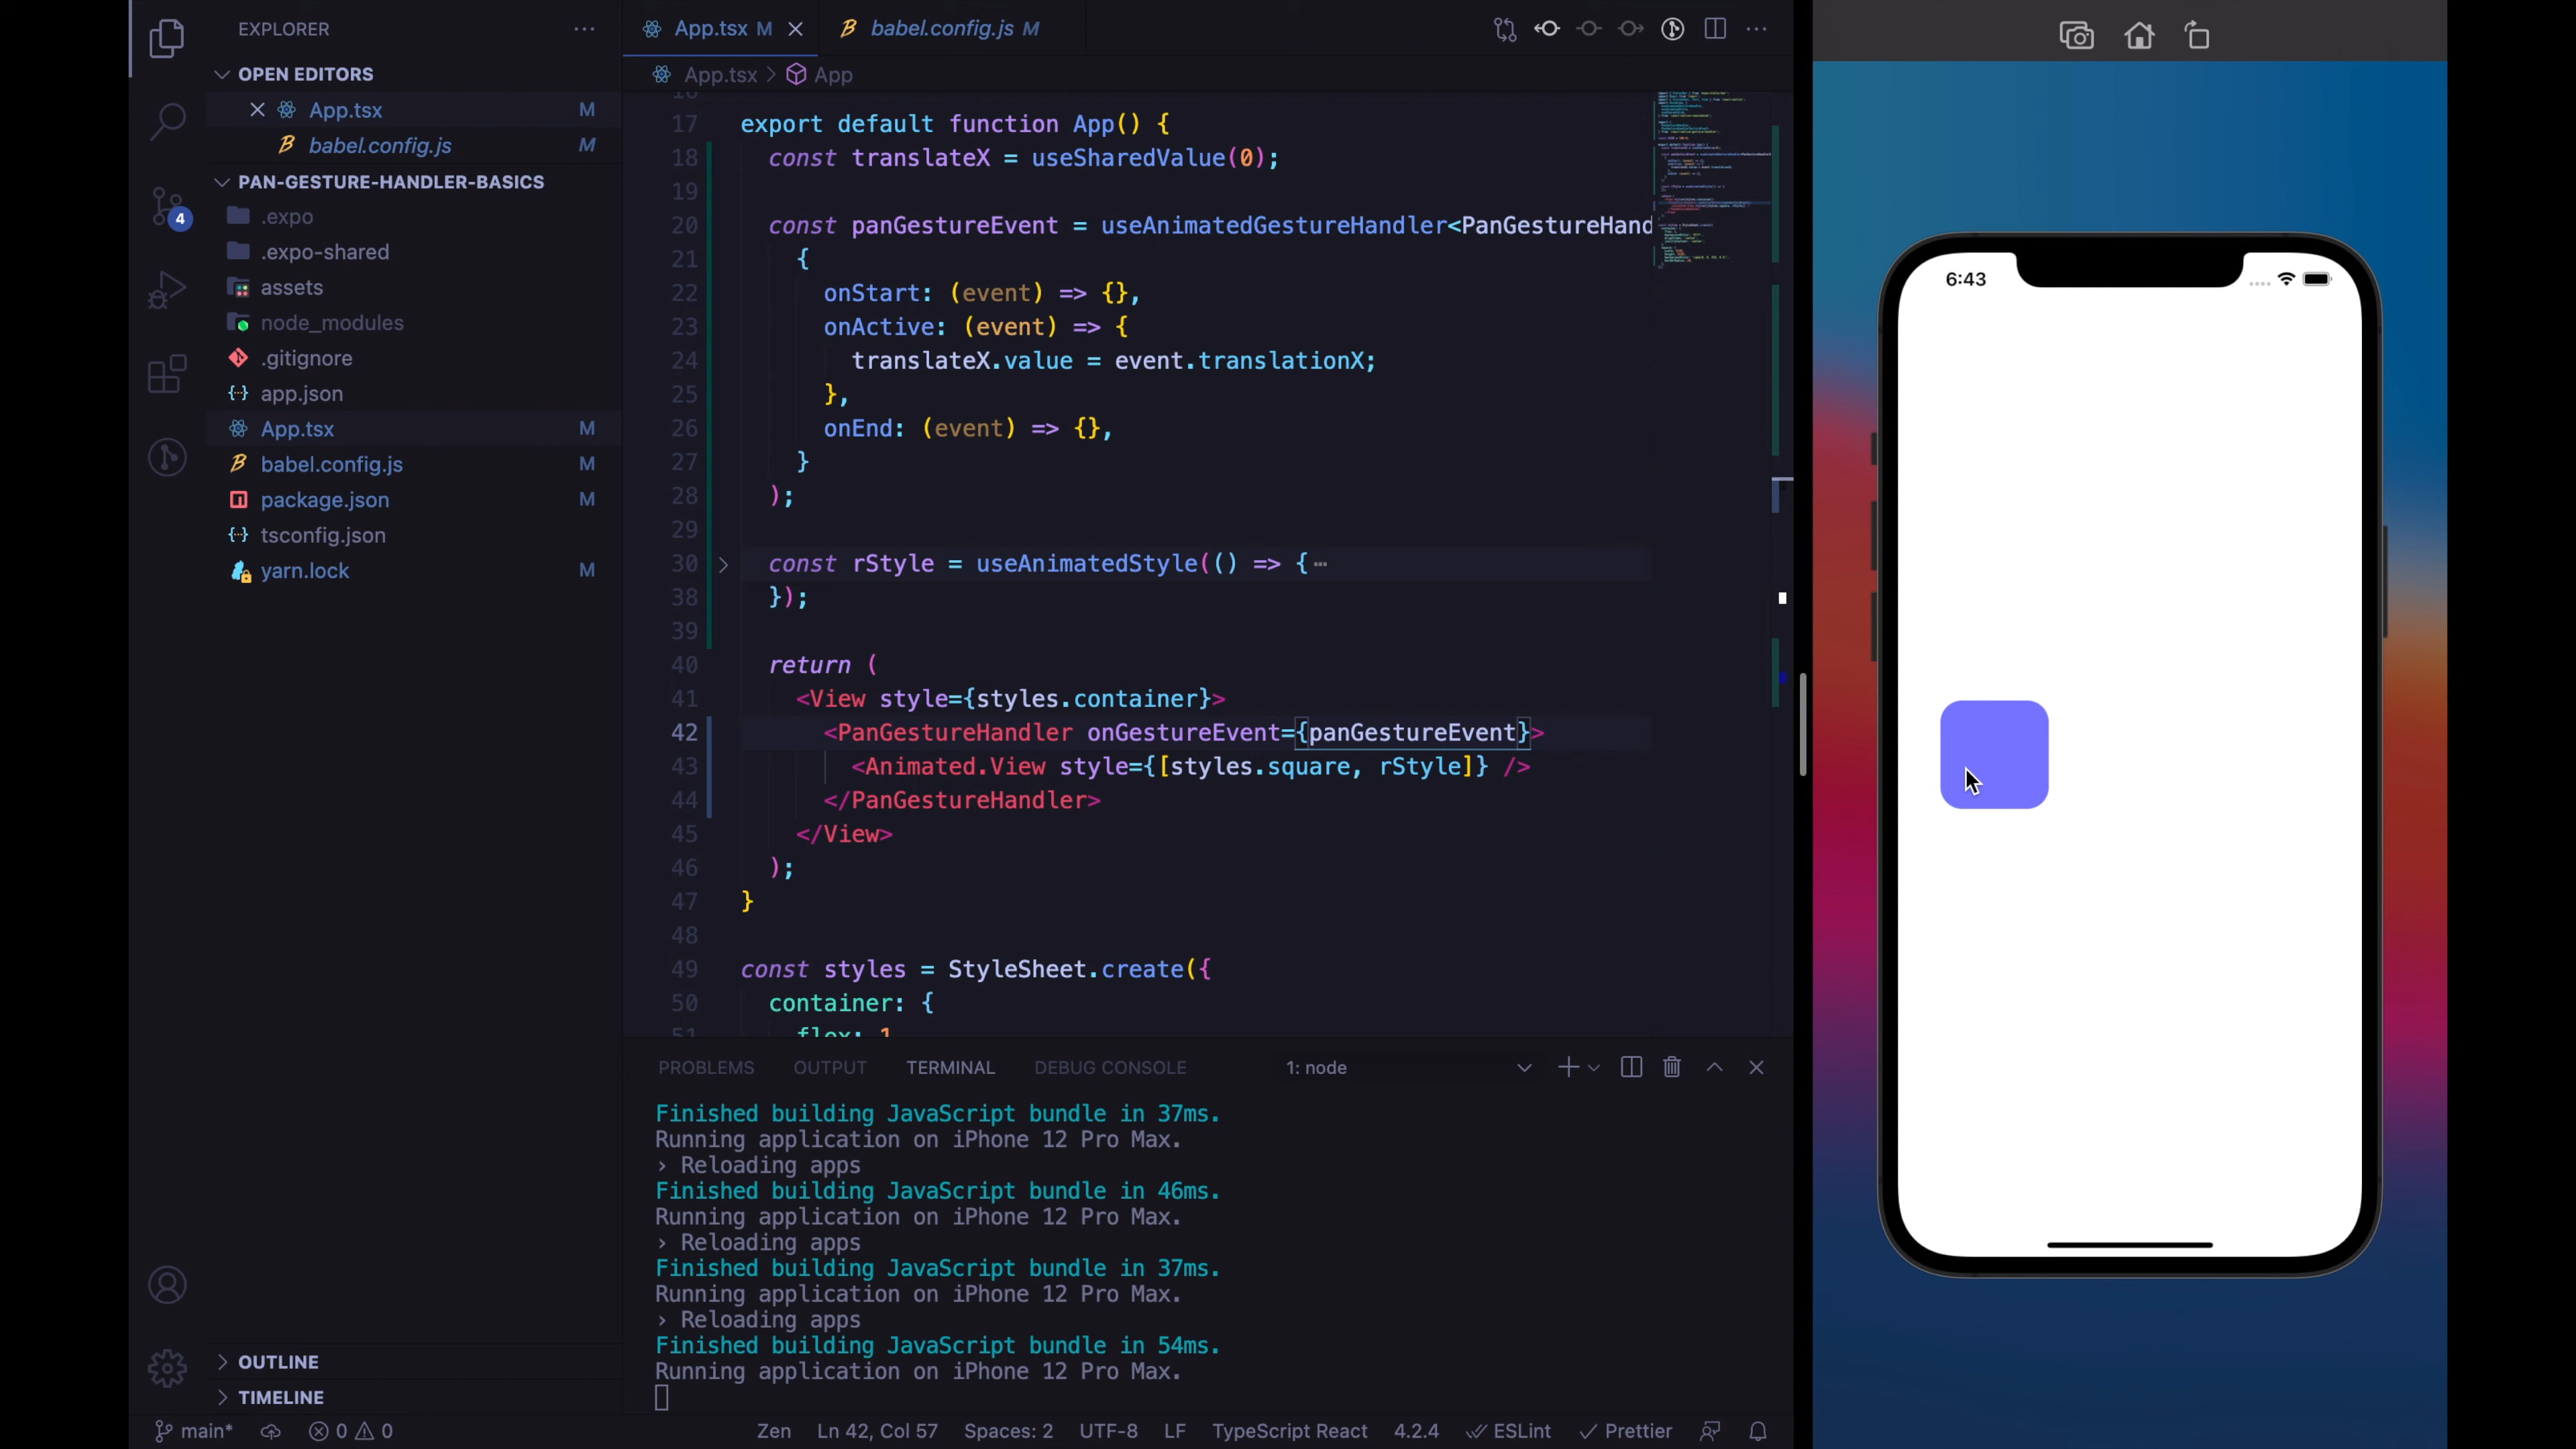 EXPLORER
OPEN EDITORS
App.tsx M
babel.config.js M
PAN-GESTURE-HANDLER-BASICS
.expo
.expo-shared
assets
node_modules
.gitignore
app.json
App.tsx M
babel.config.js M
package.json M
tsconfig.json
yarn.lock M
4
OUTLINE
TIMELINE
App.tsx M
babel.config.js M
App.tsx > App
17 export default function App() {
18 const translateX = useSharedValue(0);
19
20 const panGestureEvent = useAnimatedGestureHandler<PanGestureHand
21 {
22 onStart: (event) => {},
23 onActive: (event) => {
24 translateX.value = event.translationX;
25 },
26 onEnd: (event) => {},
27 }
28 );
29
30 const rStyle = useAnimatedStyle(() => {⋯
38 });
39
40 return (
41 <View style={styles.container}>
42 <PanGestureHandler onGestureEvent={panGestureEvent}>
43 <Animated.View style={[styles.square, rStyle]} />
44 </PanGestureHandler>
45 </View>
46 );
47 }
48
49 const styles = StyleSheet.create({
50 container: {
51 flex: 1
PROBLEMS OUTPUT TERMINAL DEBUG CONSOLE 1: node
Finished building JavaScript bundle in 37ms.
Running application on iPhone 12 Pro Max.
› Reloading apps
Finished building JavaScript bundle in 46ms.
Running application on iPhone 12 Pro Max.
› Reloading apps
Finished building JavaScript bundle in 37ms.
Running application on iPhone 12 Pro Max.
› Reloading apps
Finished building JavaScript bundle in 54ms.
Running application on iPhone 12 Pro Max.
main* 0 0 Zen Ln 42, Col 57 Spaces: 2 UTF-8 LF TypeScript React 4.2.4 ESLint Prettier
6:43